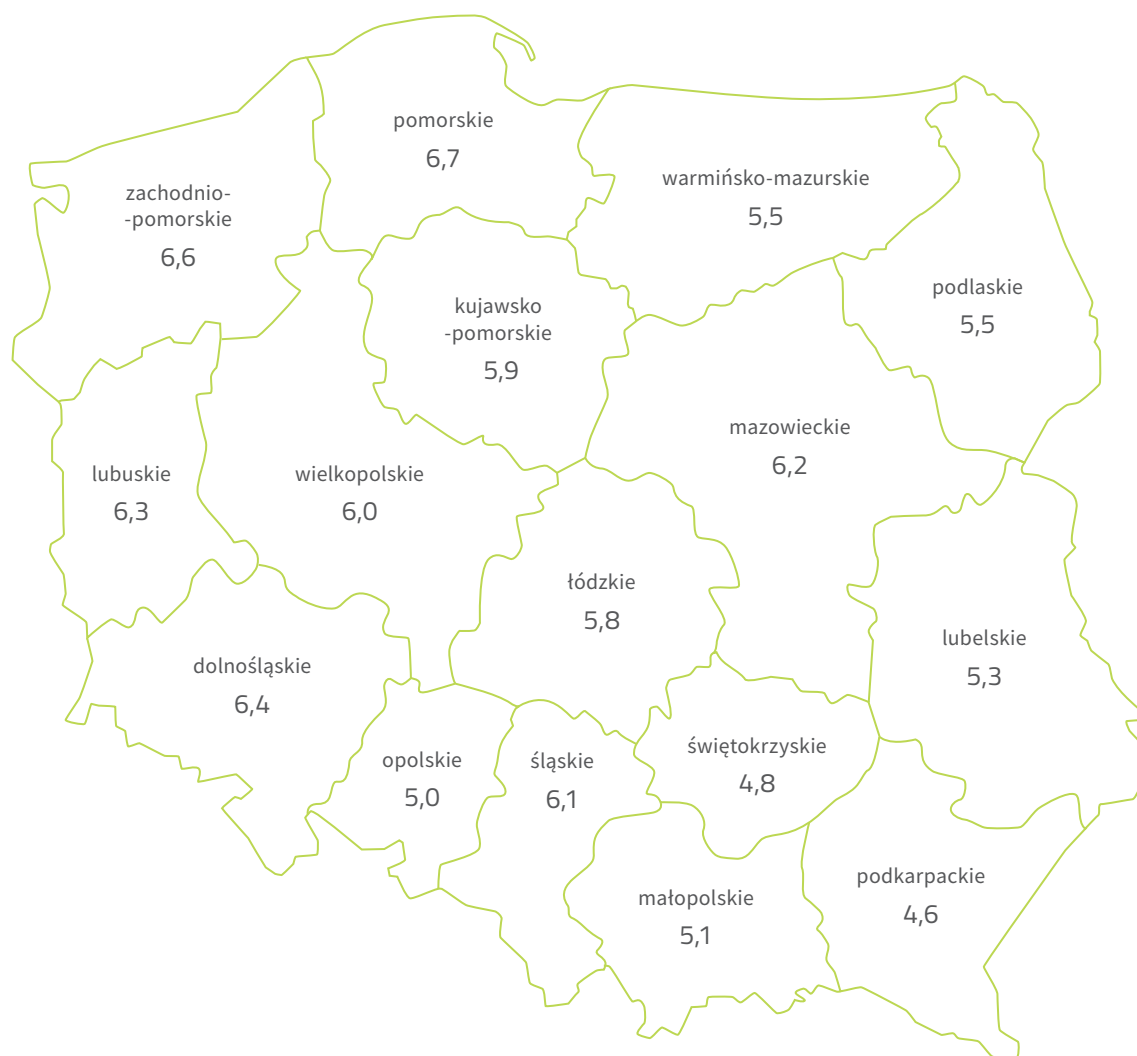 pomorskie
6,7
zachodnio-
-pomorskie
6,6
warmińsko-mazurskie
5,5
podlaskie
5,5
kujawsko
-pomorskie
5,9
mazowieckie
6,2
lubuskie
6,3
wielkopolskie
6,0
łódzkie
5,8
lubelskie
5,3
dolnośląskie
6,4
opolskie
5,0
śląskie
6,1
świętokrzyskie
4,8
małopolskie
5,1
podkarpackie
4,6